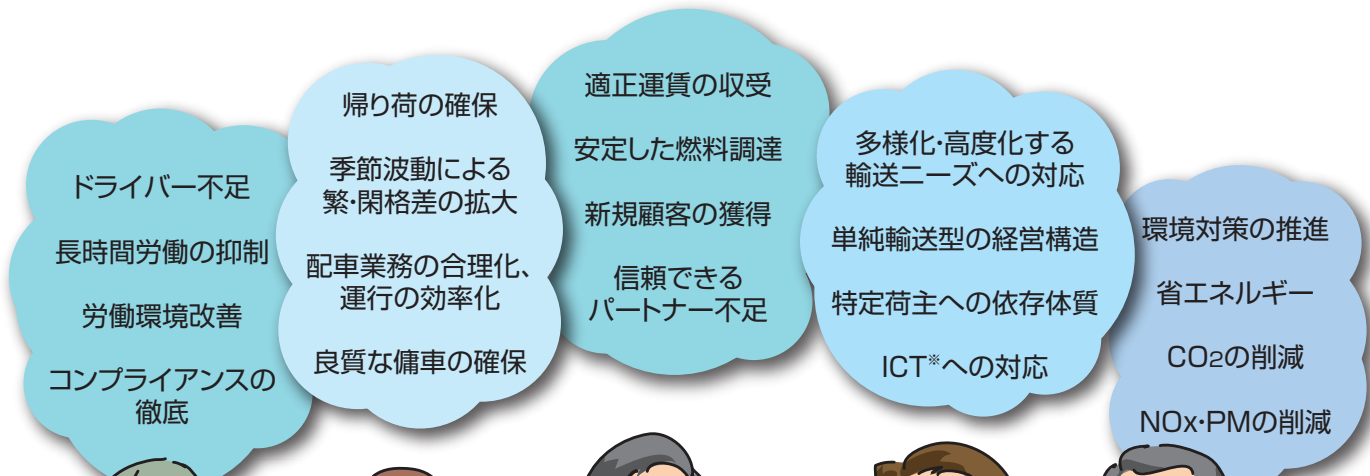 ドライバー不足
長時間労働の抑制
労働環境改善
コンプライアンスの
徹底
帰り荷の確保
季節波動による
繁・閑格差の拡大
配車業務の合理化、
運行の効率化
良質な傭車の確保
適正運賃の収受
安定した燃料調達
新規顧客の獲得
信頼できる
パートナー不足
多様化・高度化する
輸送ニーズへの対応
単純輸送型の経営構造
特定荷主への依存体質
ICT※への対応
環境対策の推進
省エネルギー
CO2の削減
NOx・PMの削減